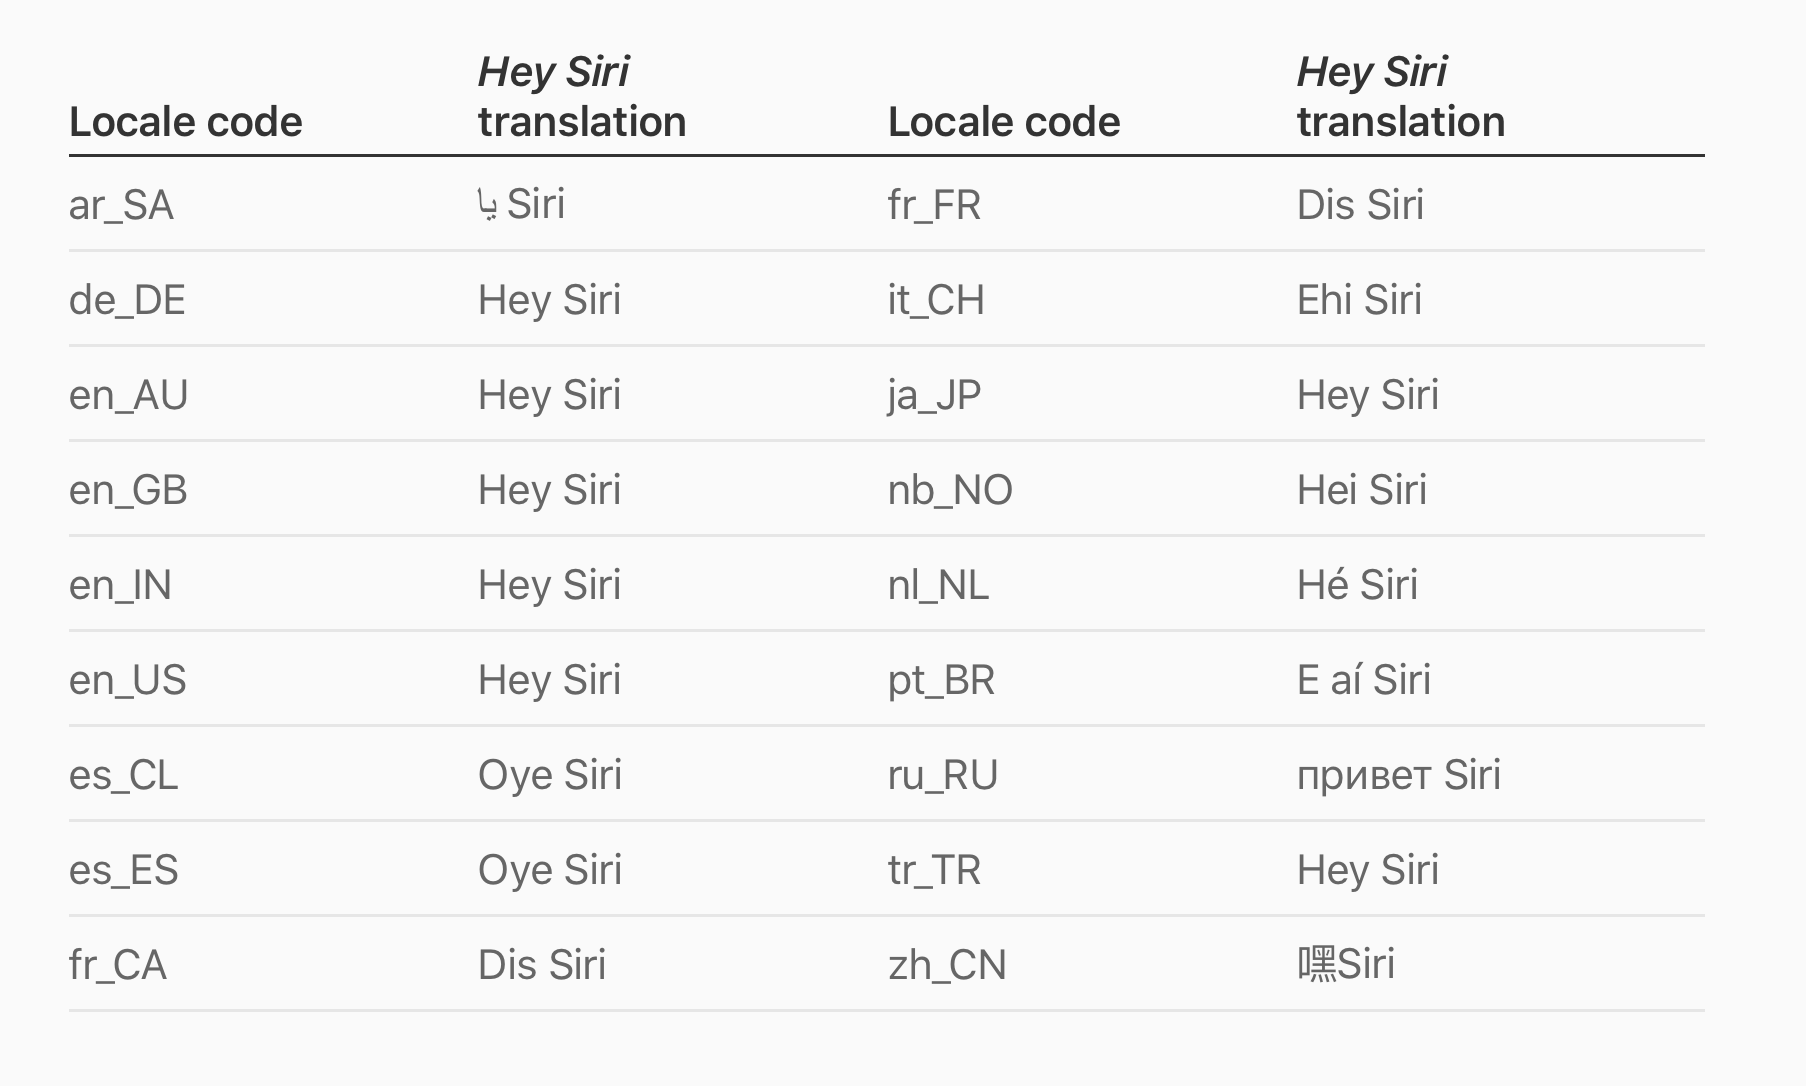 Locale code	Hey Siri translation	Locale code	Hey Siri translation
ar_SA	يا Siri	fr_FR	Dis Siri
de_DE	Hey Siri	it_CH	Ehi Siri
en_AU	Hey Siri	ja_JP	Hey Siri
en_GB	Hey Siri	nb_NO	Hei Siri
en_IN	Hey Siri	nl_NL	Hé Siri
en_US	Hey Siri	pt_BR	E aí Siri
es_CL	Oye Siri	ru_RU	привет Siri
es_ES	Oye Siri	tr_TR	Hey Siri
fr_CA	Dis Siri	zh_CN	嘿Siri